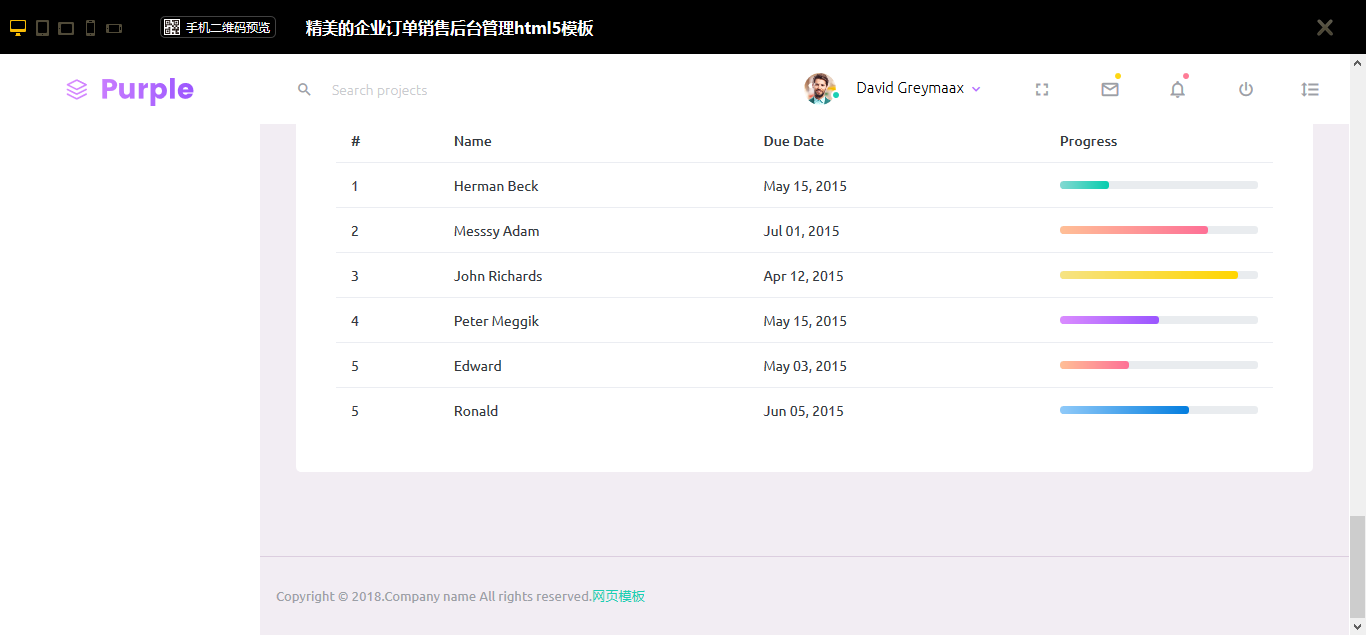 手机二维码预览 精美的企业订单销售后台管理html5模板
Purple Search projects David Greymaax
# Name Due Date Progress
1 Herman Beck May 15, 2015
2 Messsy Adam Jul 01, 2015
3 John Richards Apr 12, 2015
4 Peter Meggik May 15, 2015
5 Edward May 03, 2015
5 Ronald Jun 05, 2015
Copyright © 2018.Company name All rights reserved.网页模板